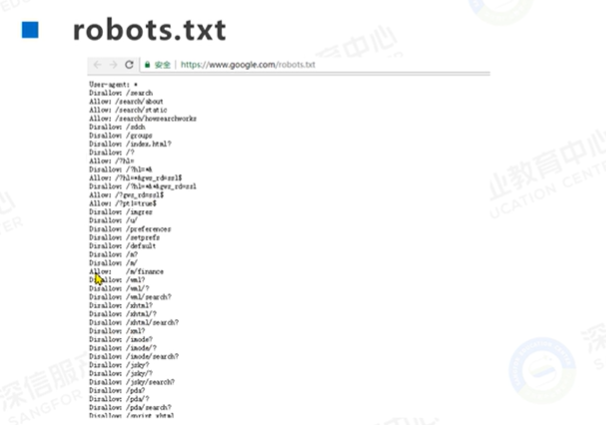 robots.txt
安全 | https://www.google.com/robots.txt
User-agent: *
Disallow: /search
Allow: /search/about
Allow: /search/static
Allow: /search/howsearchworks
Disallow: /sdch
Disallow: /groups
Disallow: /index.html?
Disallow: /?
Allow: /?hl=
Disallow: /?hl=*&
Allow: /?hl=*&gws_rd=ssl$
Disallow: /?hl=*&*&gws_rd=ssl
Allow: /?gws_rd=ssl$
Allow: /?pt1=true$
Disallow: /imgres
Disallow: /u/
Disallow: /preferences
Disallow: /setprefs
Disallow: /default
Disallow: /m?
Disallow: /m/
Allow: /m/finance
Disallow: /wml?
Disallow: /wml/?
Disallow: /wml/search?
Disallow: /xhtml?
Disallow: /xhtml/?
Disallow: /xhtml/search?
Disallow: /xml?
Disallow: /imode?
Disallow: /imode/?
Disallow: /imode/search?
Disallow: /jsky?
Disallow: /jsky/?
Disallow: /jsky/search?
Disallow: /pda?
Disallow: /pda/?
Disallow: /pda/search?
Disallow: /sprint_xhtml
业教育中心
UCATION CENTER
深信服
SANGFOR